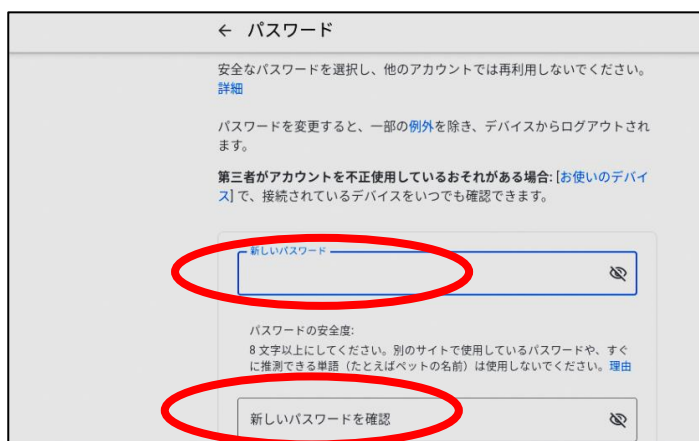 ← パスワード
安全なパスワードを選択し、他のアカウントでは再利用しないでください。
詳細
パスワードを変更すると、一部の例外を除き、デバイスからログアウトされ
ます。
第三者がアカウントを不正使用しているおそれがある場合: [お使いのデバイ
ス] で、接続されているデバイスをいつでも確認できます。
新しいパスワード
パスワードの安全度:
8 文字以上にしてください。別のサイトで使用しているパスワードや、すぐ
に推測できる単語（たとえばペットの名前）は使用しないでください。理由
新しいパスワードを確認